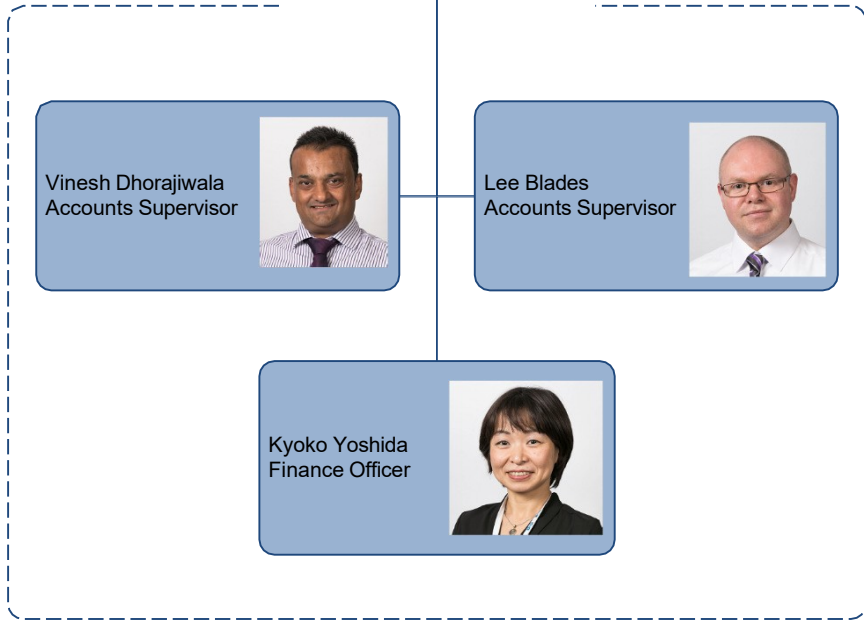 Vinesh Dhorajiwala
Accounts Supervisor
Lee Blades
Accounts Supervisor
Kyoko Yoshida
Finance Officer